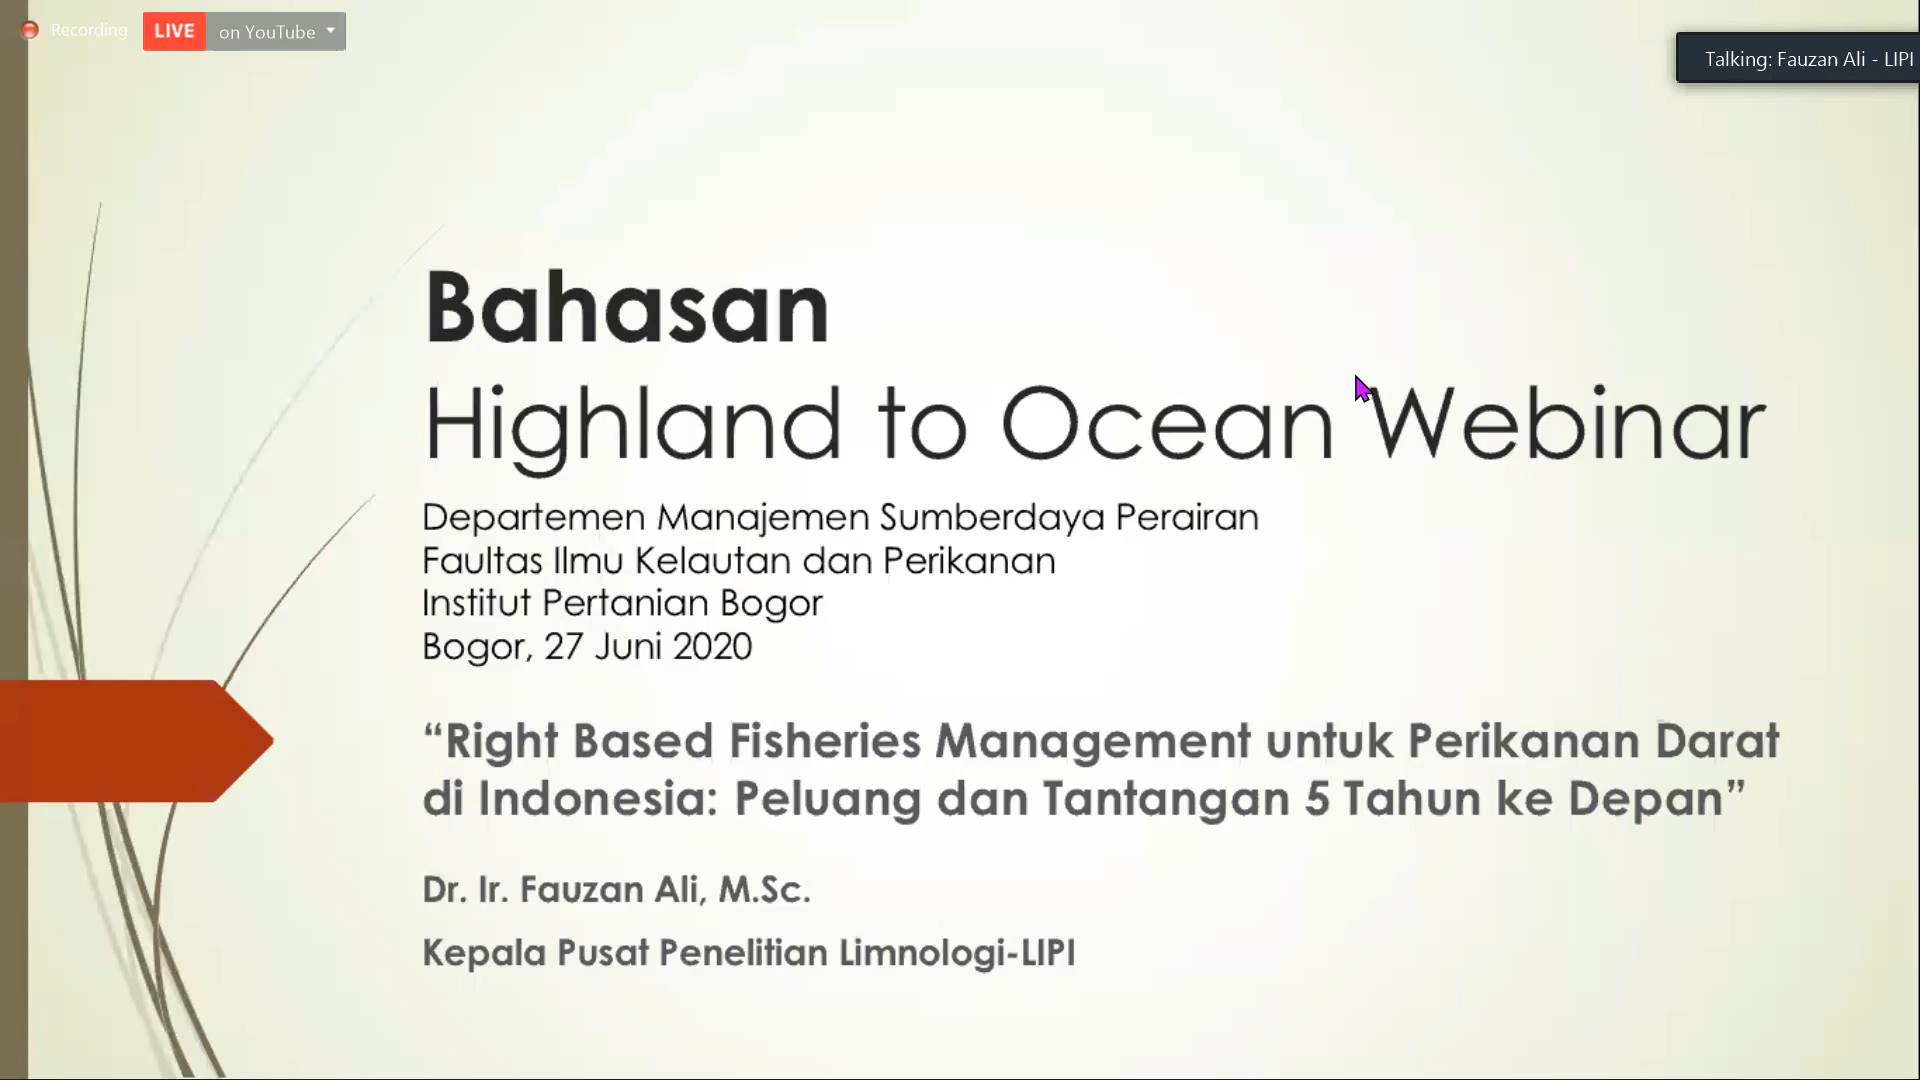 Recording
LIVE on YouTube
Talking: Fauzan Ali - LIPI
Bahasan
Highland to Ocean Webinar
Departemen Manajemen Sumberdaya Perairan
Faultas Ilmu Kelautan dan Perikanan
Institut Pertanian Bogor
Bogor, 27 Juni 2020
“Right Based Fisheries Management untuk Perikanan Darat
di Indonesia: Peluang dan Tantangan 5 Tahun ke Depan”
Dr. Ir. Fauzan Ali, M.Sc.
Kepala Pusat Penelitian Limnologi-LIPI